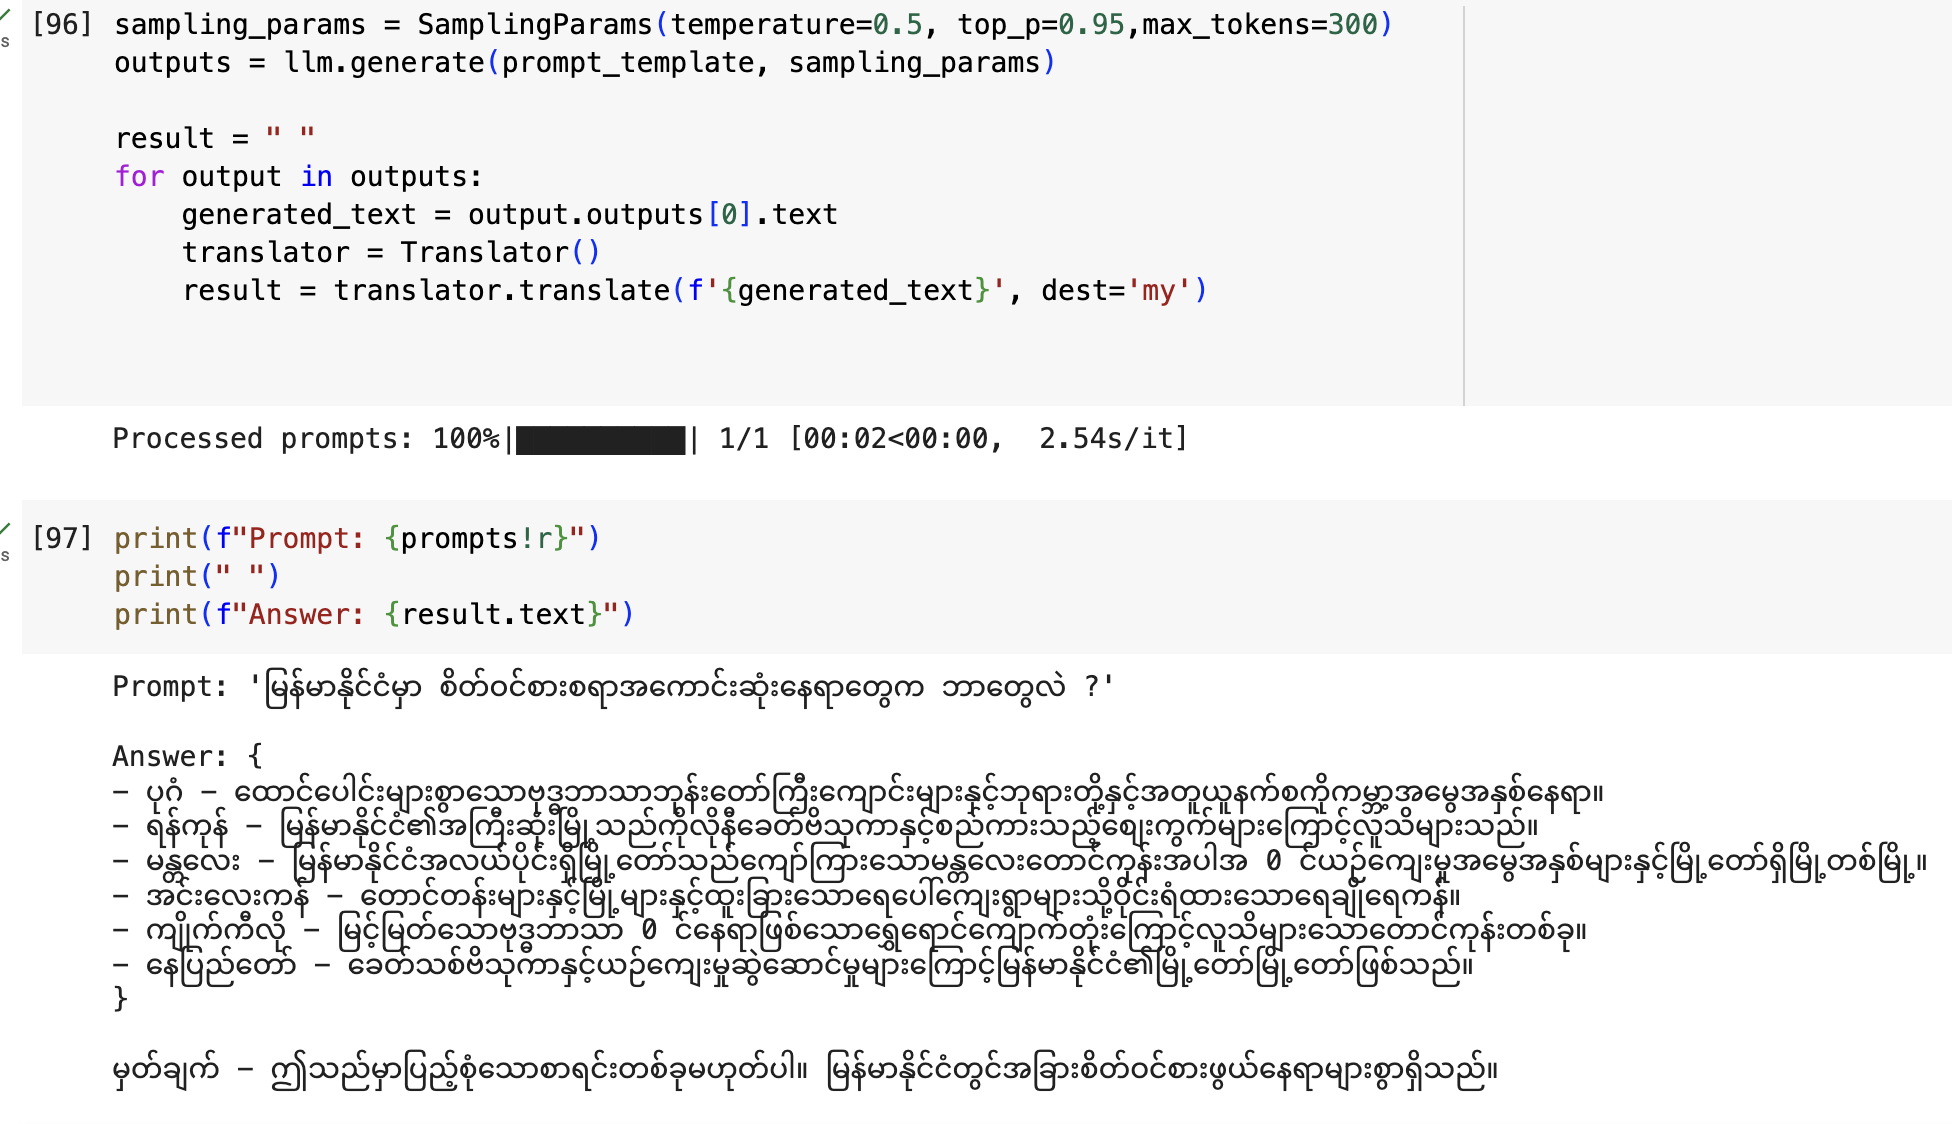 [96] sampling_params = SamplingParams(temperature=0.5, top_p=0.95,max_tokens=300)
outputs = llm.generate(prompt_template, sampling_params)
result = " "
for output in outputs:
    generated_text = output.outputs[0].text
    translator = Translator()
    result = translator.translate(f'{generated_text}', dest='my')
s
Processed prompts: 100%|██████████| 1/1 [00:02<00:00,  2.54s/it]
[97] print(f"Prompt: {prompts!r}")
print(" ")
print(f"Answer: {result.text}")
s
Prompt: 'မြန်မာနိုင်ငံမှာ စိတ်ဝင်စားစရာအကောင်းဆုံးနေရာတွေက ဘာတွေလဲ ?'
Answer: {
– ပုဂံ – ထောင်ပေါင်းများစွာသောဗုဒ္ဓဘာသာဘုန်းတော်ကြီးကျောင်းများနှင့်ဘုရားတို့နှင့်အတူယူနက်စကိုကမ္ဘာ့အမွေအနှစ်နေရာ။
– ရန်ကုန် – မြန်မာနိုင်ငံ၏အကြီးဆုံးမြို့သည်ကိုလိုနီခေတ်ဗိသုကာနှင့်စည်ကားသည့်ဈေးကွက်များကြောင့်လူသိများသည်။
– မန္တလေး – မြန်မာနိုင်ငံအလယ်ပိုင်းရှိမြို့တော်သည်ကျော်ကြားသောမန္တလေးတောင်ကုန်းအပါအ 0 င်ယဉ်ကျေးမှုအမွေအနှစ်များနှင့်မြို့တော်ရှိမြို့တစ်မြို့။
– အင်းလေးကန် – တောင်တန်းများနှင့်မြို့များနှင့်ထူးခြားသောရေပေါ်ကျေးရွာများသို့ဝိုင်းရံထားသောရေချိုရေကန်။
– ကျိုက်ကီလို – မြင့်မြတ်သောဗုဒ္ဓဘာသာ 0 င်နေရာဖြစ်သောရွှေရောင်ကျောက်တုံးကြောင့်လူသိများသောတောင်ကုန်းတစ်ခု။
– နေပြည်တော် – ခေတ်သစ်ဗိသုကာနှင့်ယဉ်ကျေးမှုဆွဲဆောင်မှုများကြောင့်မြန်မာနိုင်ငံ၏မြို့တော်မြို့တော်ဖြစ်သည်။
}
မှတ်ချက် – ဤသည်မှာပြည့်စုံသောစာရင်းတစ်ခုမဟုတ်ပါ။ မြန်မာနိုင်ငံတွင်အခြားစိတ်ဝင်စားဖွယ်နေရာများစွာရှိသည်။